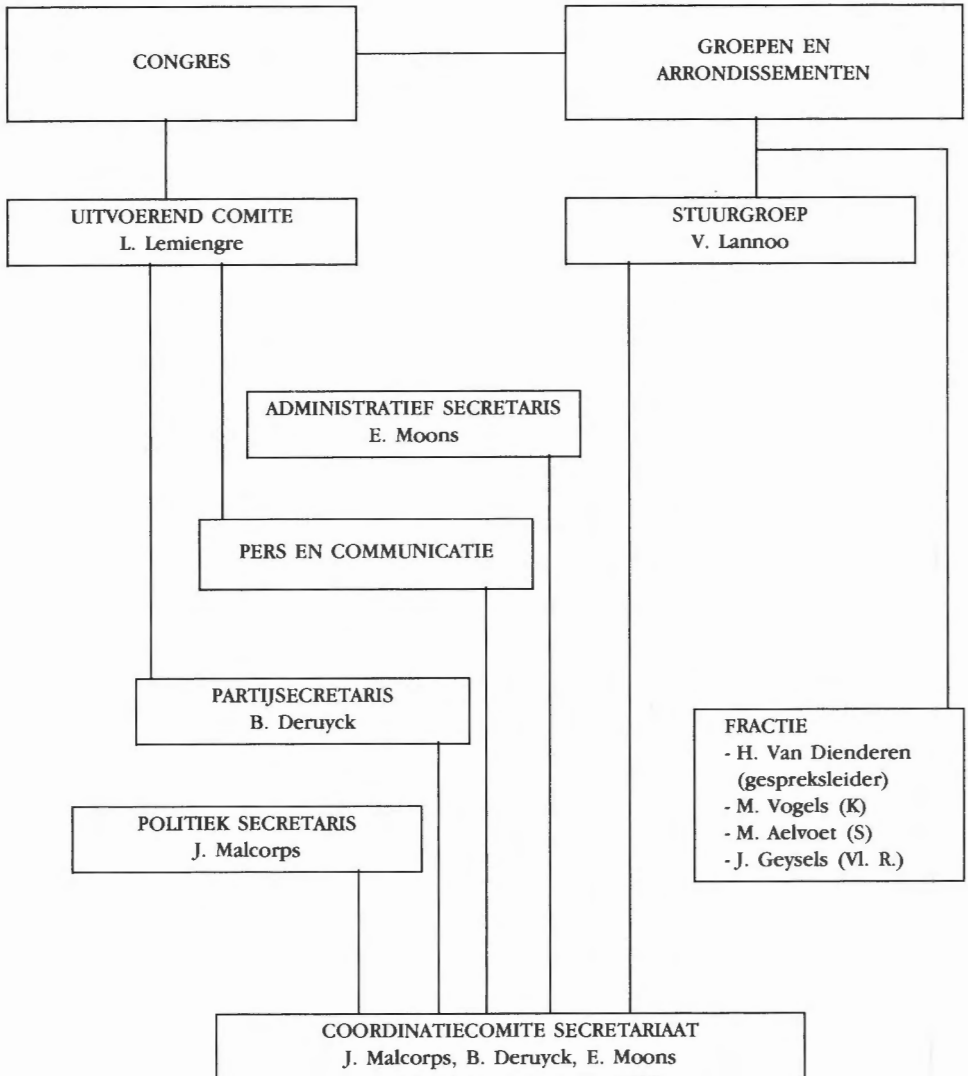 CONGRES
GROEPEN EN
ARRONDISSEMENTEN
UITVOEREND COMITE
L. Lemiengre
STUURGROEP
V. Lannoo
ADMINISTRATIEF SECRETARIS
E. Moons
PERS EN COMMUNICATIE
PARTIJSECRETARIS
B. Deruyck
FRACTIE
- H. Van Dienderen
(gespreksleider)
- M. Vogels (K)
- M. Aelvoet (S)
- J. Geysels (Vl. R.)
POLITIEK SECRETARIS
J. Malcorps
COORDINATIECOMITE SECRETARIAAT
J. Malcorps, B. Deruyck, E. Moons